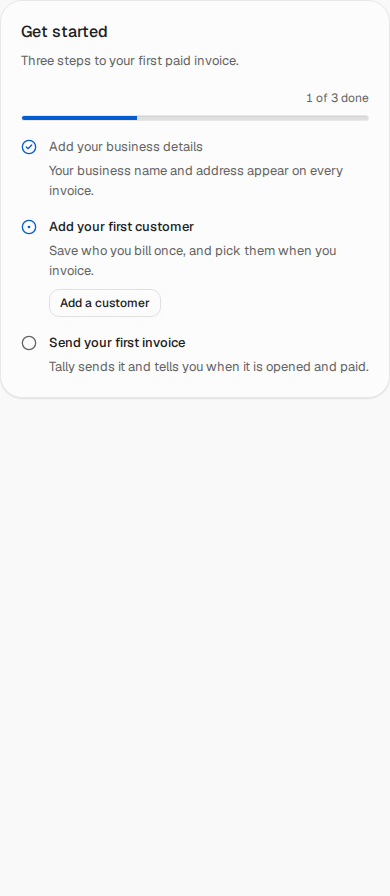 Get started
Three steps to your first paid invoice.
1 of 3 done
Add your business details
Your business name and address appear on every
invoice.
Add your first customer
Save who you bill once, and pick them when you
invoice.
Add a customer
Send your first invoice
Tally sends it and tells you when it is opened and paid.